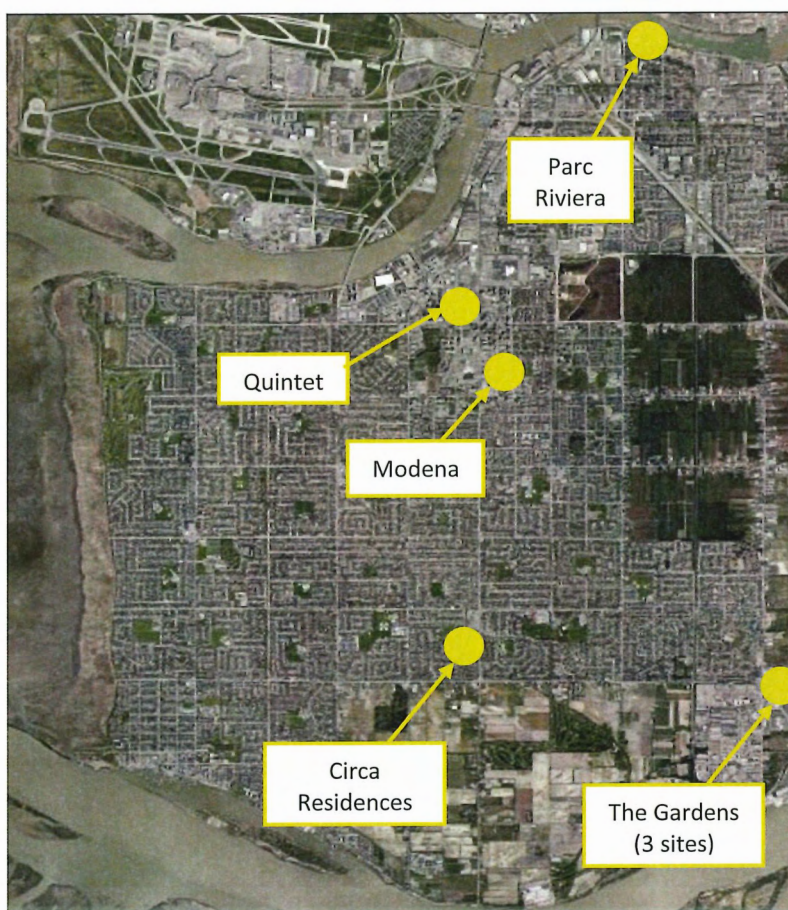 Parc
Riviera
Quintet
Modena
Circa
Residences
The Gardens
(3 sites)